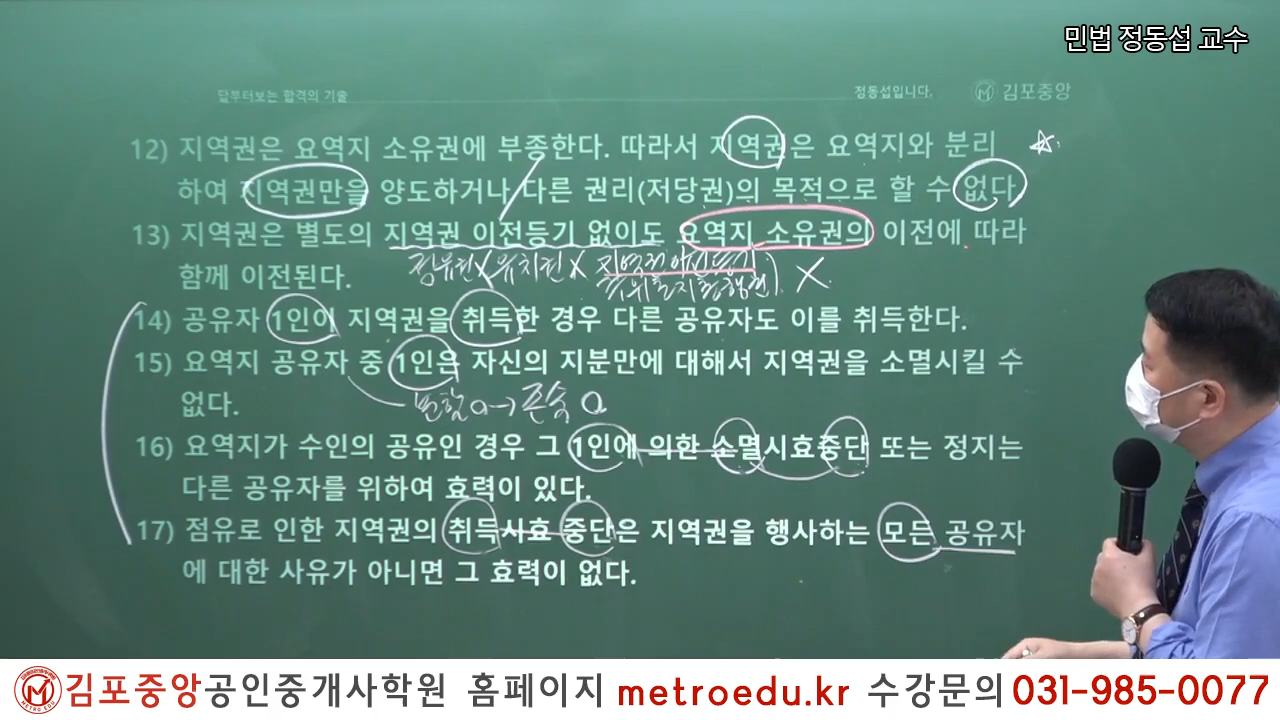 민법 정동섭 교수
답부터보는 합격의 기술
정동섭입니다.
김포중앙
12) 지역권은 요역지 소유권에 부종한다. 따라서 지역권은 요역지와 분리
하여 지역권만을 양도하거나 다른 권리(저당권)의 목적으로 할 수 없다
13) 지역권은 별도의 지역권 이전등기 없이도 요역지 소유권의 이전에 따라
함께 이전된다.
점유권X 유치권X
X
14) 공유자 1인이 지역권을 취득한 경우 다른 공유자도 이를 취득한다.
15) 요역지 공유자 중 1인은 자신의 지분만에 대해서 지역권을 소멸시킬 수
없다.
16) 요역지가 수인의 공유인 경우 그 1인에 의한 소멸시효중단 또는 정지는
다른 공유자를 위하여 효력이 있다.
17) 점유로 인한 지역권의 취득시효 중단은 지역권을 행사하는 모든 공유자
에 대한 사유가 아니면 그 효력이 없다.
김포중앙공인중개사학원 홈페이지 metroedu.kr 수강문의 031-985-0077